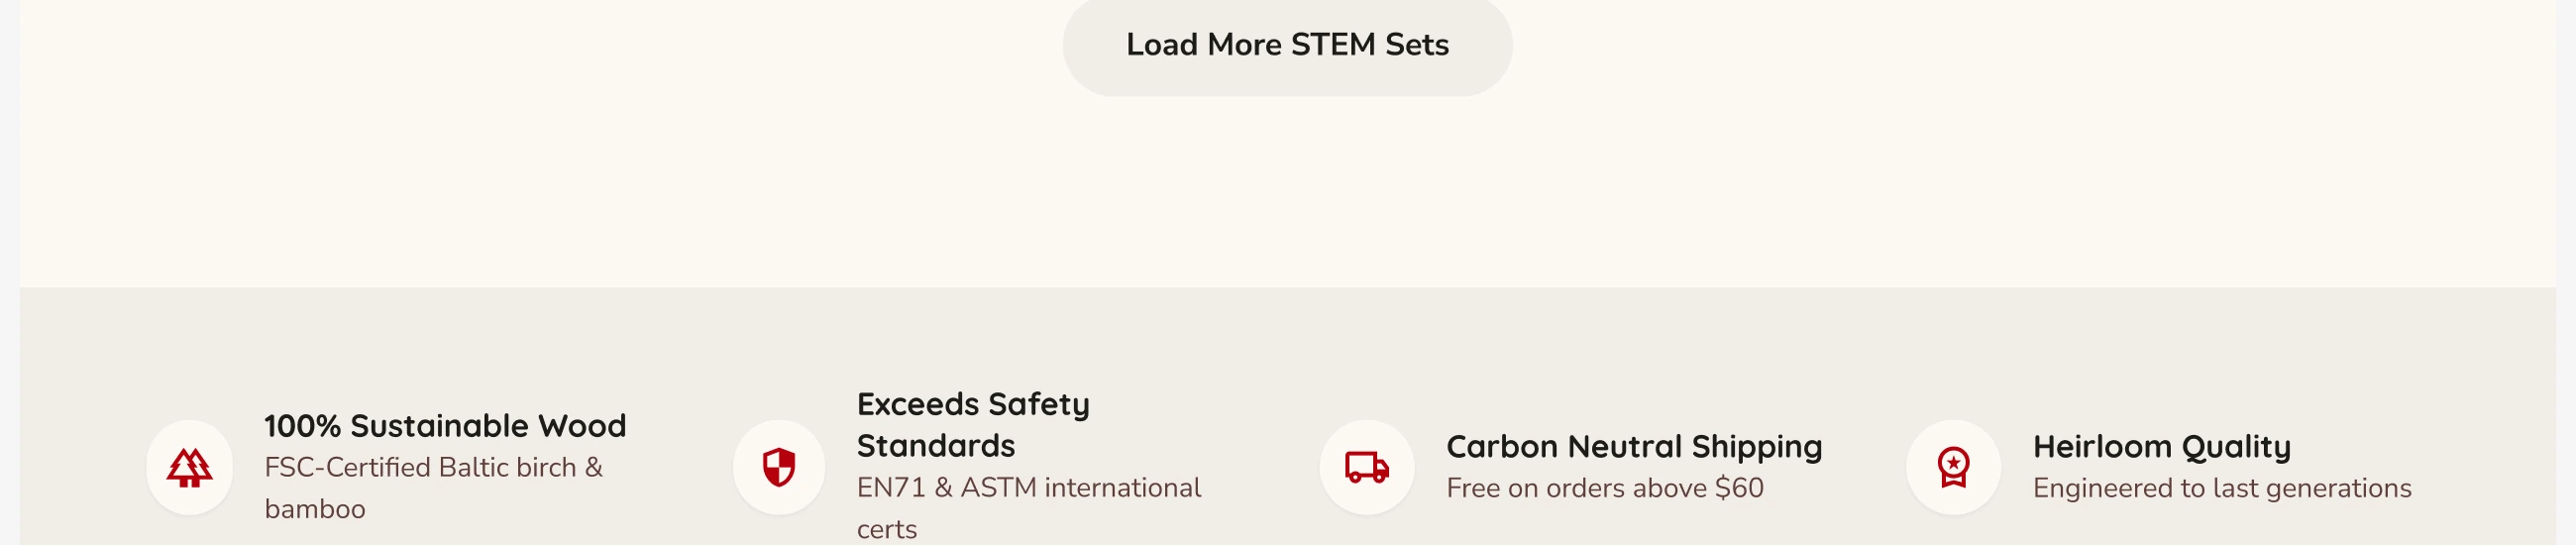 Load More STEM Sets
100% Sustainable Wood
FSC-Certified Baltic birch &
bamboo
Exceeds Safety
Standards
EN71 & ASTM international
certs
Carbon Neutral Shipping
Free on orders above $60
Heirloom Quality
Engineered to last generations